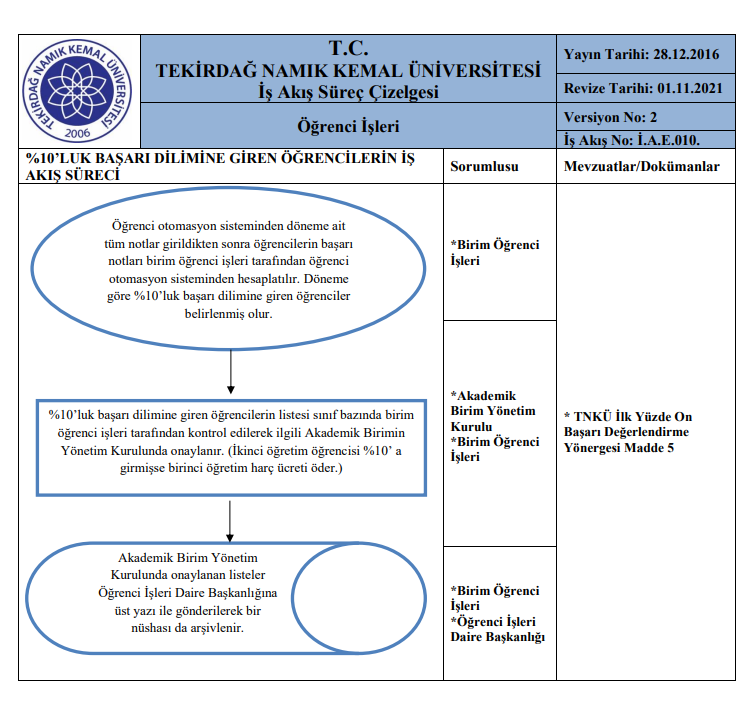 TEKİRDAĞ NAMIK KEMAL ÜNİVERSİTESİ
2006
T.C.
TEKİRDAĞ NAMIK KEMAL ÜNİVERSİTESİ
İş Akış Süreç Çizelgesi
Öğrenci İşleri
Yayın Tarihi: 28.12.2016
Revize Tarihi: 01.11.2021
Versiyon No: 2
İş Akış No: İ.A.E.010.
%10'LUK BAŞARI DİLİMİNE GİREN ÖĞRENCİLERİN İŞ
AKIŞ SÜRECİ
Sorumlusu
Mevzuatlar/Dokümanlar
Öğrenci otomasyon sisteminden döneme ait
tüm notlar girildikten sonra öğrencilerin başarı
notları birim öğrenci işleri tarafından öğrenci
otomasyon sisteminden hesaplatılır. Döneme
göre %10'luk başarı dilimine giren öğrenciler
belirlenmiş olur.
*Birim Öğrenci
İşleri
%10'luk başarı dilimine giren öğrencilerin listesi sınıf bazında birim
öğrenci işleri tarafından kontrol edilerek ilgili Akademik Birimin
Yönetim Kurulunda onaylanır. (İkinci öğretim öğrencisi %10' a
girmişse birinci öğretim harç ücreti öder.)
*Akademik
Birim Yönetim
Kurulu
*Birim Öğrenci
İşleri
* TNKÜ İlk Yüzde On
Başarı Değerlendirme
Yönergesi Madde 5
Akademik Birim Yönetim
Kurulunda onaylanan listeler
Öğrenci İşleri Daire Başkanlığına
üst yazı ile gönderilerek bir
nüshası da arşivlenir.
*Birim Öğrenci
İşleri
*Öğrenci İşleri
Daire Başkanlığı